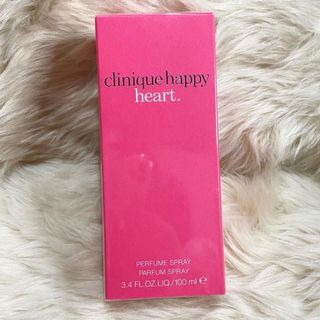 clinique happy
heart.
PERFUME SPRAY
PARFUM SPRAY
3.4 FL.OZ.LIQ./100 ml ℮